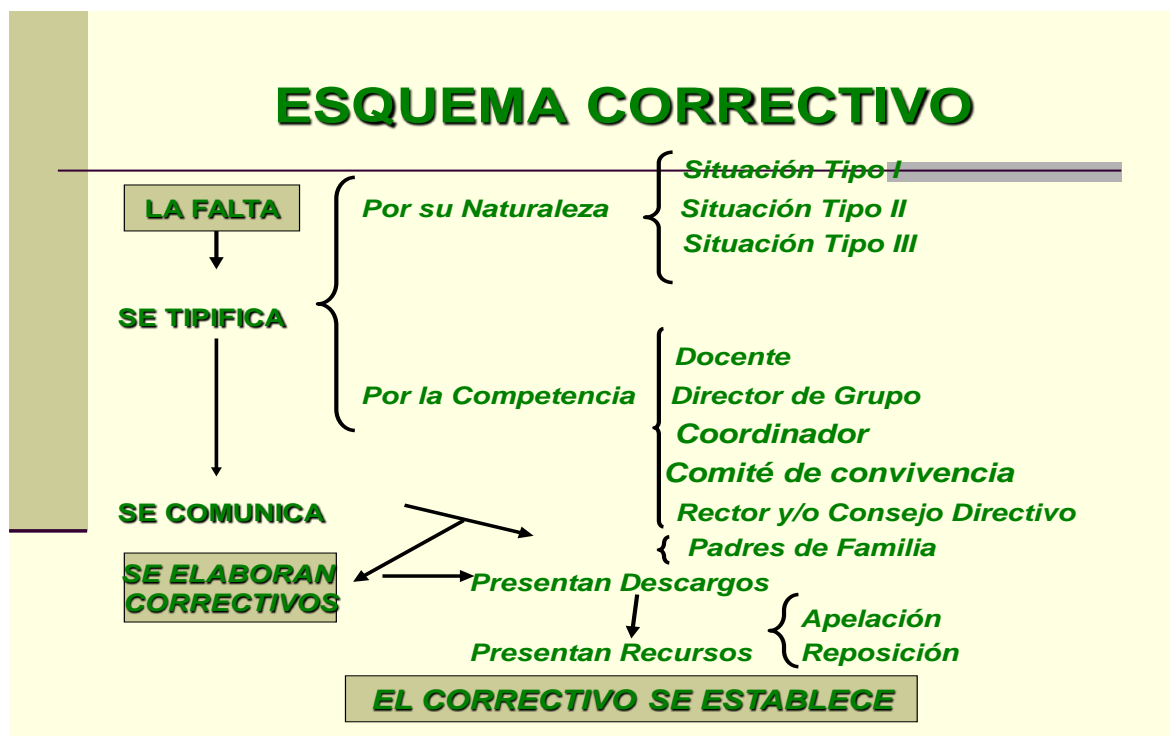 ESQUEMA CORRECTIVO
LA FALTA
Por su Naturaleza
Situación Tipo I
Situación Tipo II
Situación Tipo III
SE TIPIFICA
Por la Competencia
Docente
Director de Grupo
Coordinador
Comité de convivencia
Rector y/o Consejo Directivo
SE COMUNICA
Padres de Familia
SE ELABORAN
CORRECTIVOS
Presentan Descargos
Apelación
Presentan Recursos
Reposición
EL CORRECTIVO SE ESTABLECE